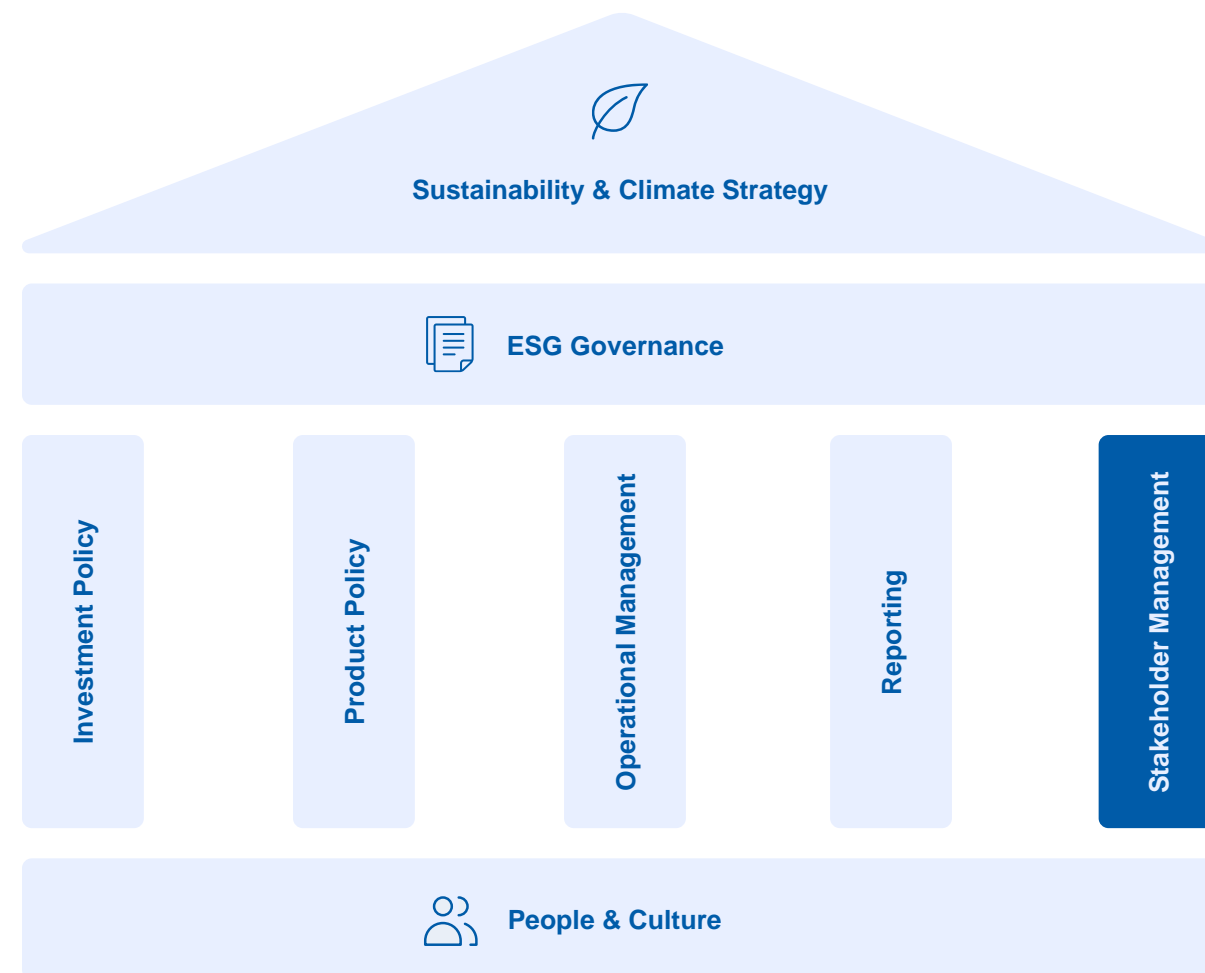 Sustainability & Climate Strategy
ESG Governance
Investment Policy
Product Policy
Operational Management
Reporting
Stakeholder Management
People & Culture